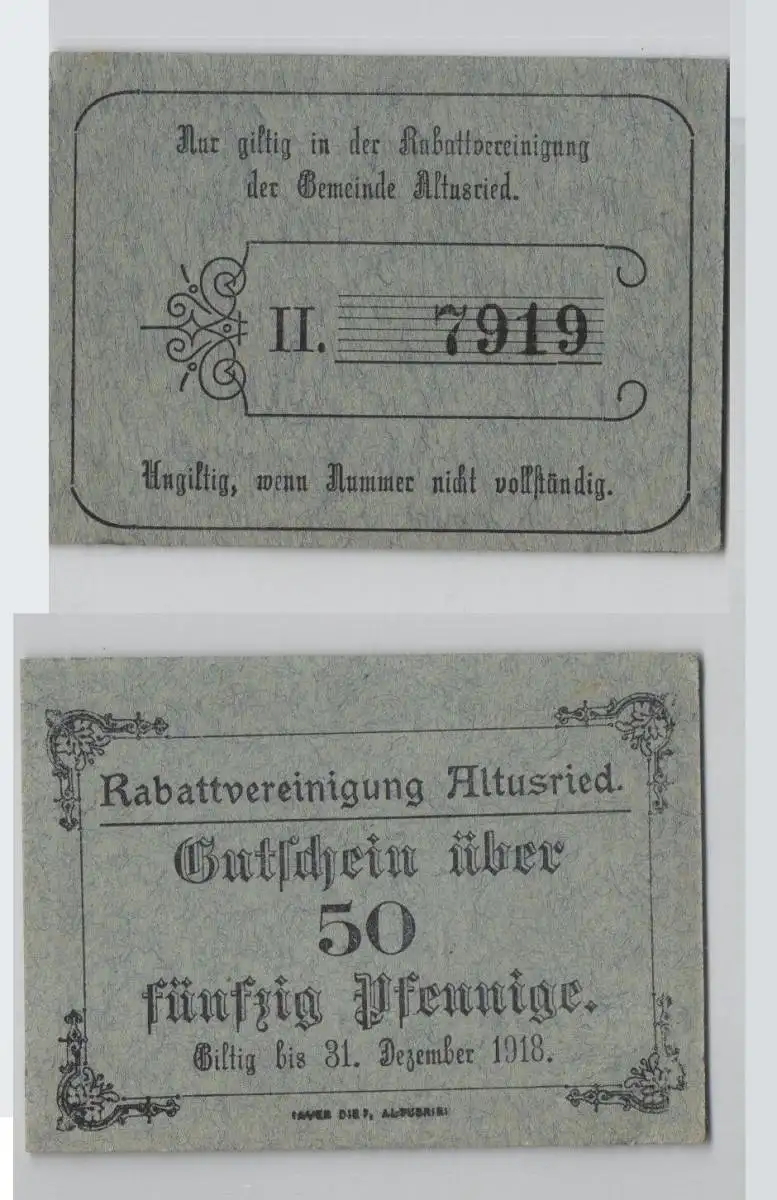 Nur giltig in der Rabattvereinigung
der Gemeinde Altusried.
II. 7919
Ungiltig, wenn Nummer nicht vollständig.
Rabattvereinigung Altusried.
Gutschein über
50
fünfzig Pfennige.
Giltig bis 31. Dezember 1918.